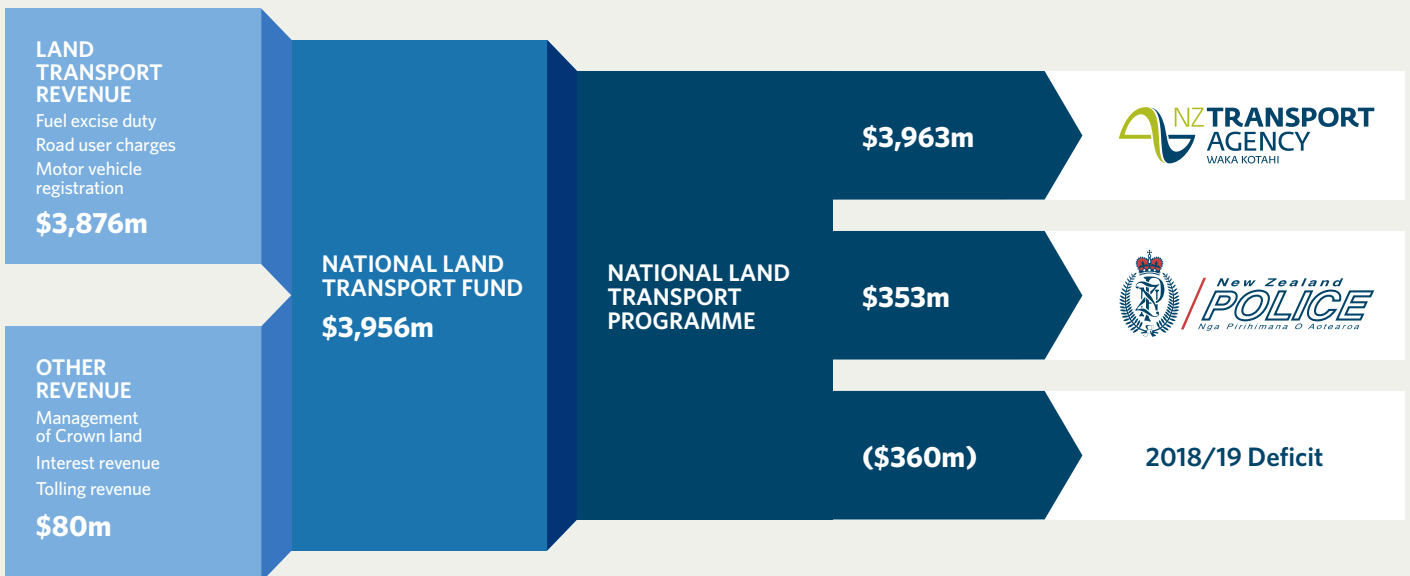 LAND
TRANSPORT
REVENUE
Fuel excise duty
Road user charges
Motor vehicle
registration
$3,876m
OTHER
REVENUE
Management
of Crown land
Interest revenue
Tolling revenue
$80m
NATIONAL LAND
TRANSPORT FUND
$3,956m
NATIONAL LAND
TRANSPORT
PROGRAMME
$3,963m
NZ TRANSPORT
AGENCY
WAKA KOTAHI
$353m
New Zealand
POLICE
Nga Pirihimana O Aotearoa
($360m)
2018/19 Deficit